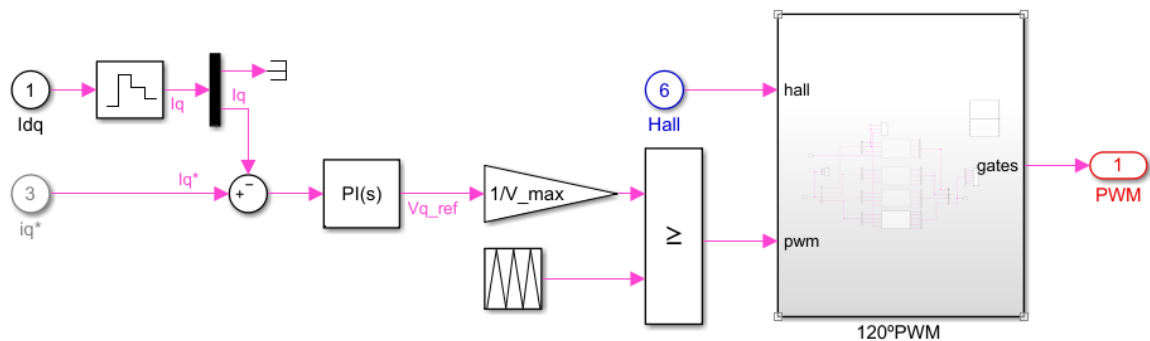 1
Idq
Iq
Iq
3
iq*
Iq*
+
−
PI(s)
Vq_ref
1/V_max
≥
6
Hall
hall
pwm
gates
120ºPWM
1
PWM